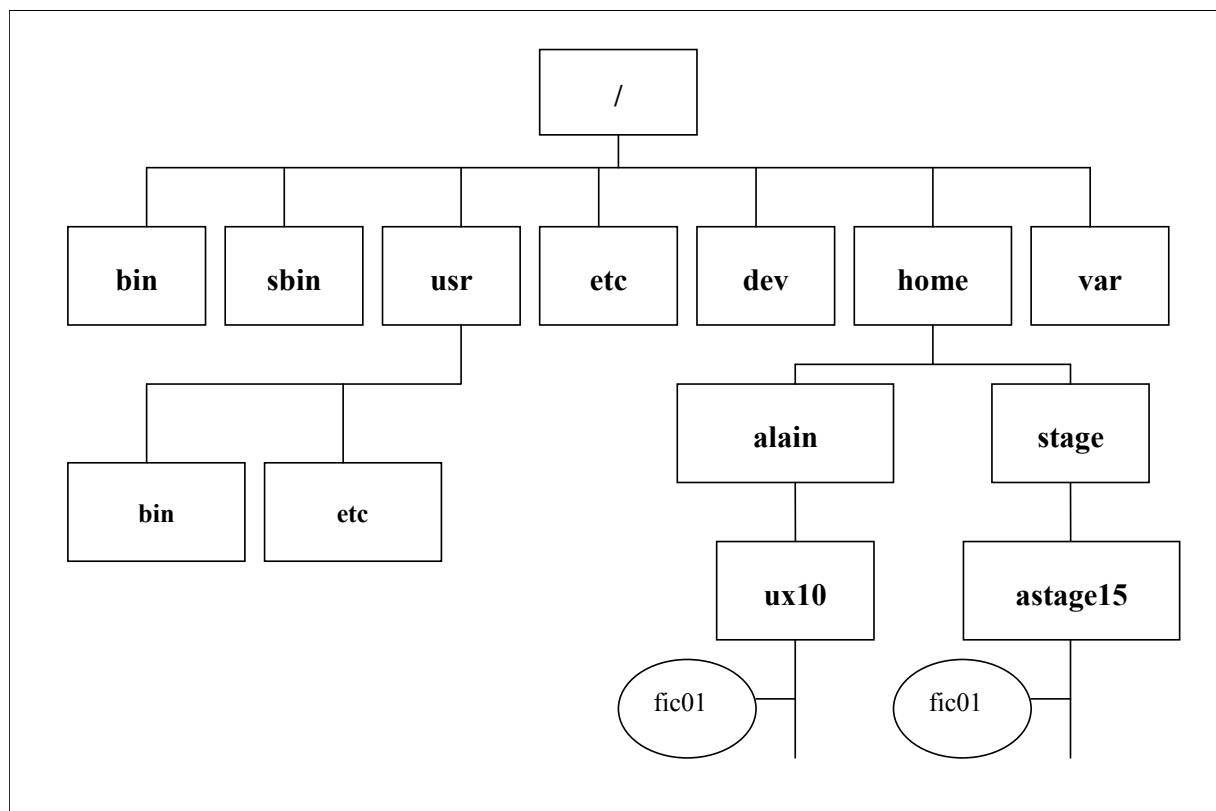 /
bin
sbin
usr
etc
dev
home
var
alain
stage
bin
etc
ux10
astage15
fic01
fic01